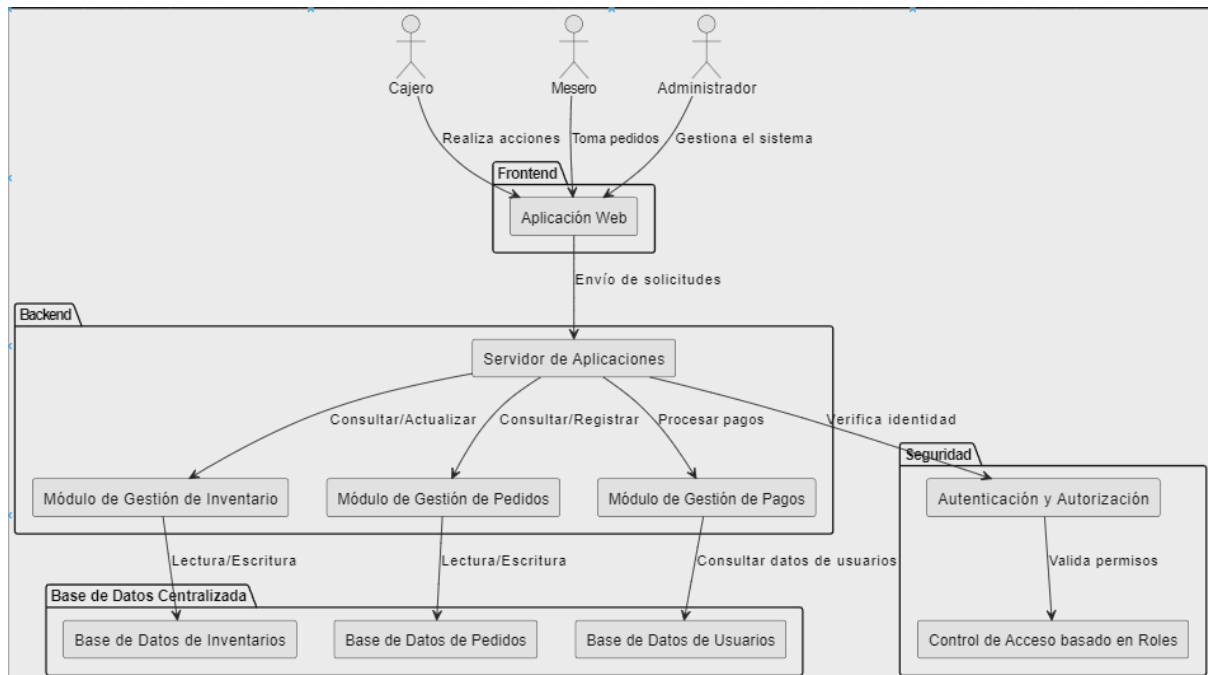 Cajero
Mesero
Administrador
Realiza acciones
Toma pedidos
Gestiona el sistema
Frontend
Aplicación Web
Envío de solicitudes
Backend
Servidor de Aplicaciones
Consultar/Actualizar
Consultar/Registrar
Procesar pagos
Verifica identidad
Seguridad
Módulo de Gestión de Inventario
Módulo de Gestión de Pedidos
Módulo de Gestión de Pagos
Autenticación y Autorización
Lectura/Escritura
Lectura/Escritura
Consultar datos de usuarios
Valida permisos
Base de Datos Centralizada
Base de Datos de Inventarios
Base de Datos de Pedidos
Base de Datos de Usuarios
Control de Acceso basado en Roles